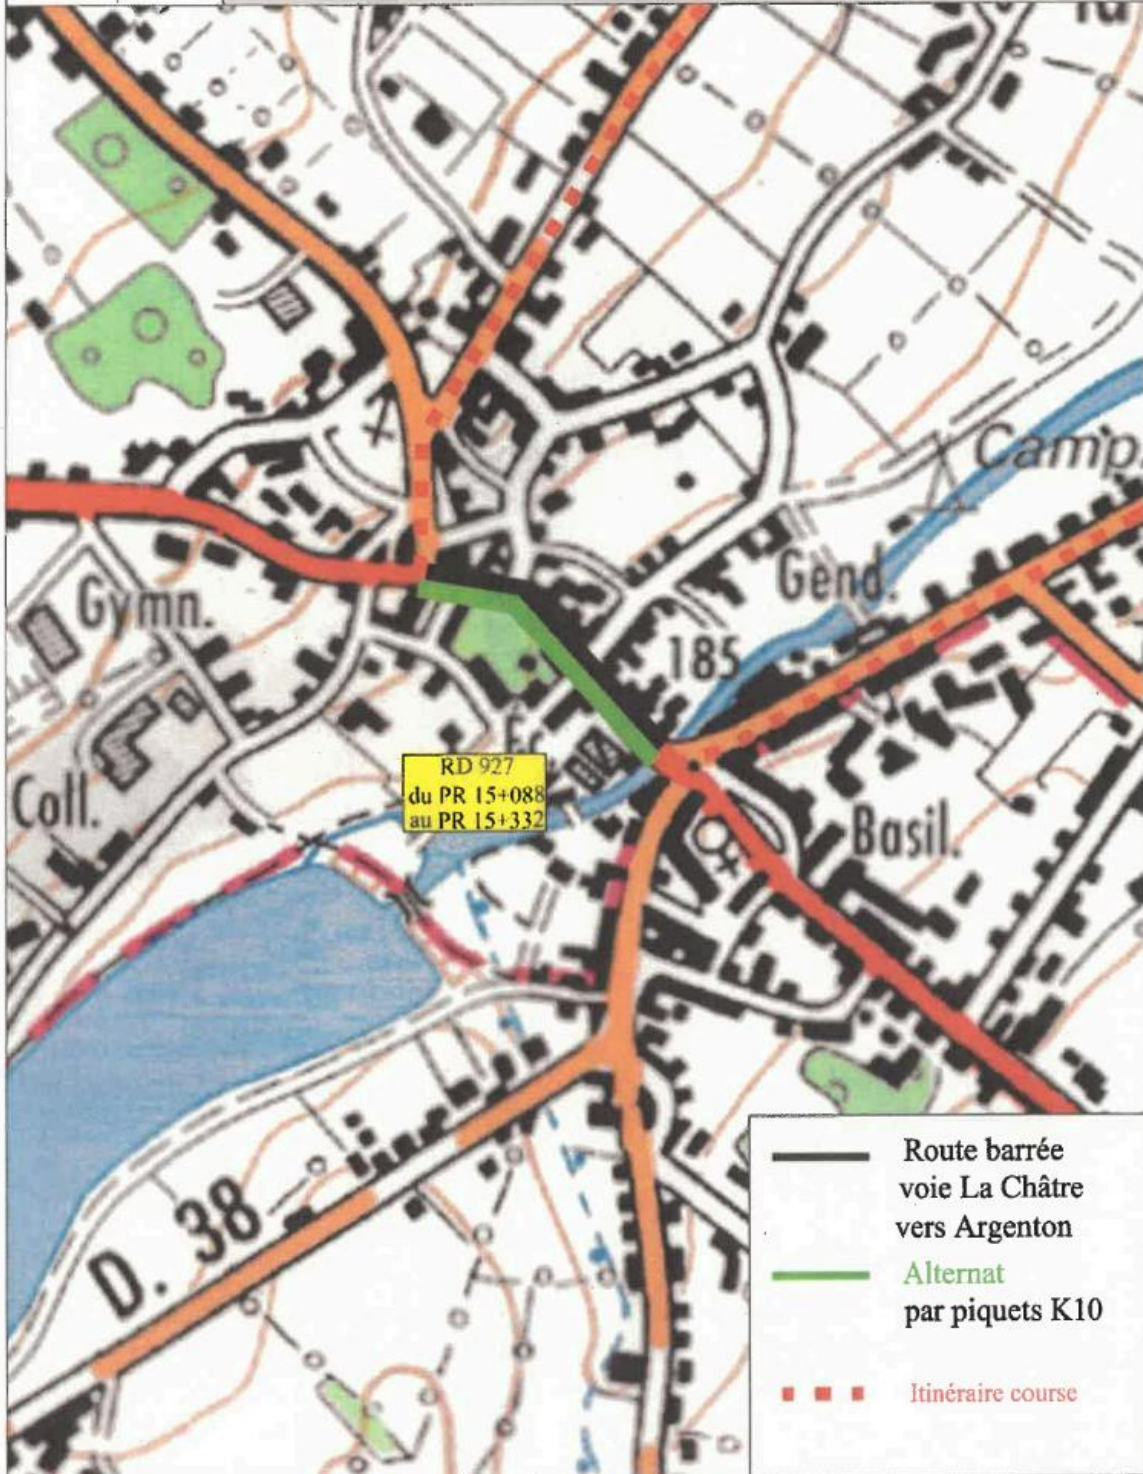 Camp.
Gend.
Gymn.
185
Éc.
RD 927
du PR 15+088
au PR 15+332
Coll.
Basil.
D. 38
Route barrée
voie La Châtre
vers Argenton
Alternat
par piquets K10
Itinéraire course